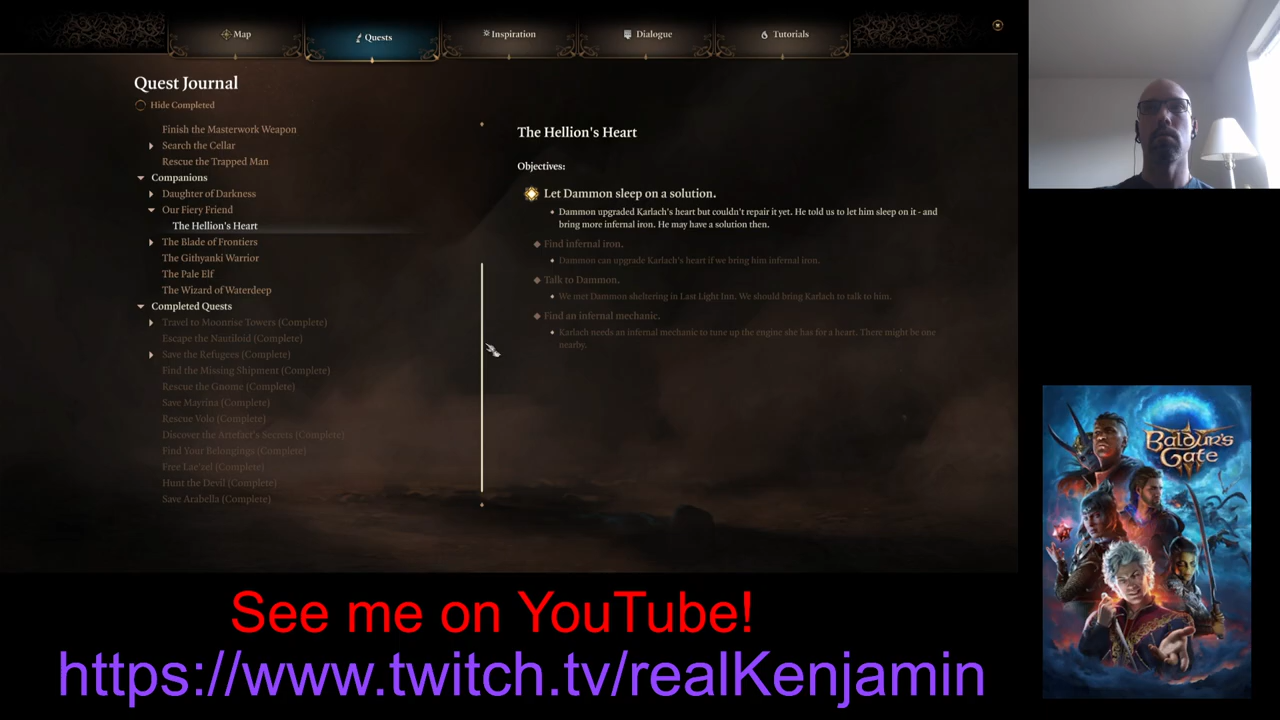 Map
Quests
Inspiration
Dialogue
Tutorials
Quest Journal
Hide Completed
Finish the Masterwork Weapon
Search the Cellar
Rescue the Trapped Man
Companions
Daughter of Darkness
Our Fiery Friend
The Hellion's Heart
The Blade of Frontiers
The Githyanki Warrior
The Pale Elf
The Wizard of Waterdeep
Completed Quests
Travel to Moonrise Towers (Complete)
Escape the Nautiloid (Complete)
Save the Refugees (Complete)
Find the Missing Shipment (Complete)
Rescue the Gnome (Complete)
Save Mayrina (Complete)
Rescue Volo (Complete)
Discover the Artefact's Secrets (Complete)
Find Your Belongings (Complete)
Free Lae'zel (Complete)
Hunt the Devil (Complete)
Save Arabella (Complete)
The Hellion's Heart
Objectives:
Let Dammon sleep on a solution.
Dammon upgraded Karlach's heart but couldn't repair it yet. He told us to let him sleep on it - and
bring more infernal iron. He may have a solution then.
Find infernal iron.
Dammon can upgrade Karlach's heart if we bring him infernal iron.
Talk to Dammon.
We met Dammon sheltering in Last Light Inn. We should bring Karlach to talk to him.
Find an infernal mechanic.
Karlach needs an infernal mechanic to tune up the engine she has for a heart. There might be one
nearby.
Baldur's
Gate
See me on YouTube!
https://www.twitch.tv/realKenjamin